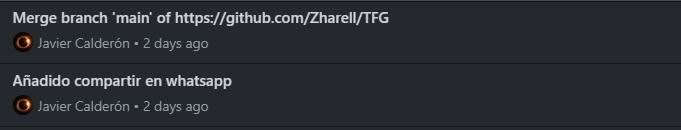 Merge branch 'main' of https://github.com/Zharell/TFG
Javier Calderón • 2 days ago
Añadido compartir en whatsapp
Javier Calderón • 2 days ago